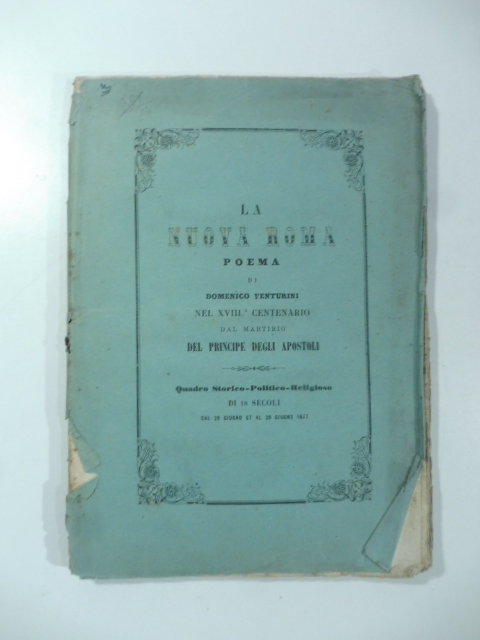 LA
NUOVA ROMA
POEMA
DI
DOMENICO VENTURINI
NEL XVIII.° CENTENARIO
DAL MARTIRIO
DEL PRINCIPE DEGLI APOSTOLI
Quadro Storico-Politico-Religioso
DI 18 SECOLI
DAL 29 GIUGNO 67 AL 29 GIUGNO 1867